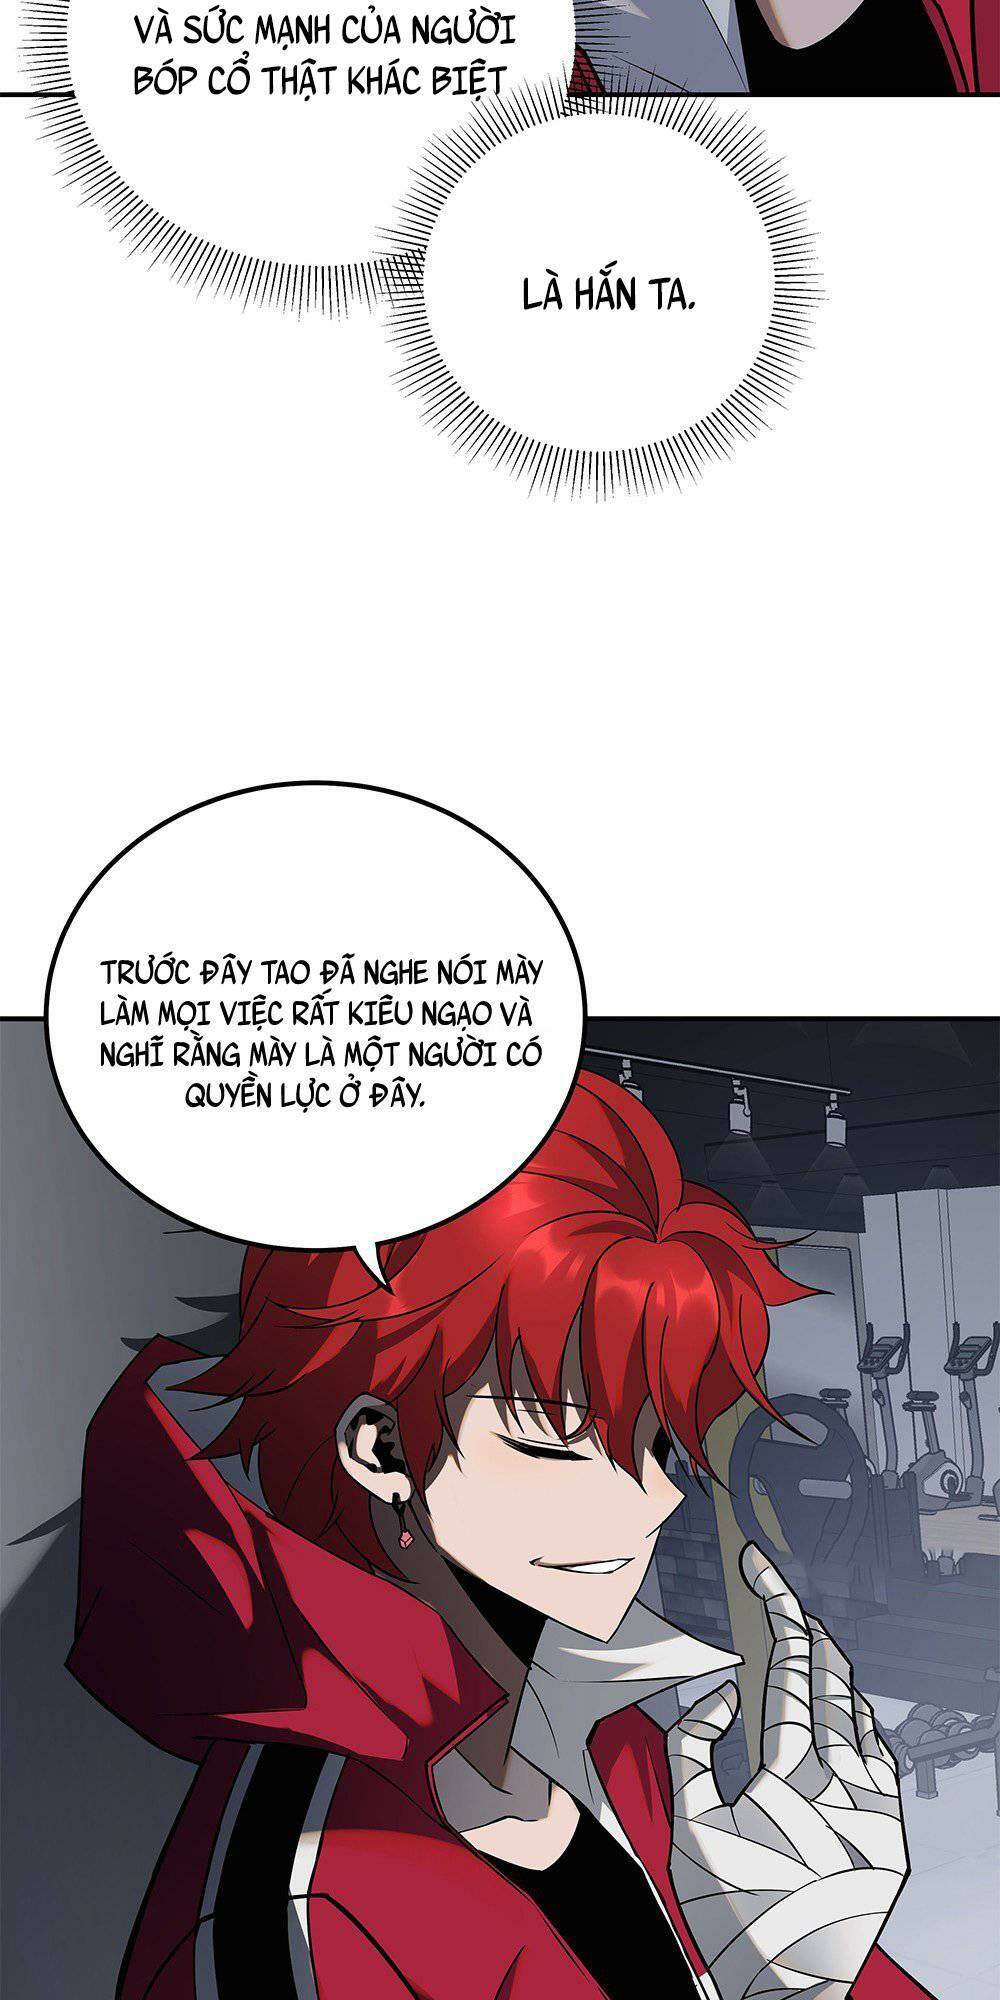 VÀ SỨC MẠNH CỦA NGƯỜI
BÓP CỔ THẬT KHÁC BIỆT
LÀ HẮN TA.
TRƯỚC ĐÂY TAO ĐÃ NGHE NÓI MÀY
LÀM MỌI VIỆC RẤT KIÊU NGẠO VÀ
NGHĨ RẰNG MÀY LÀ MỘT NGƯỜI CÓ
QUYỀN LỰC Ở ĐÂY.